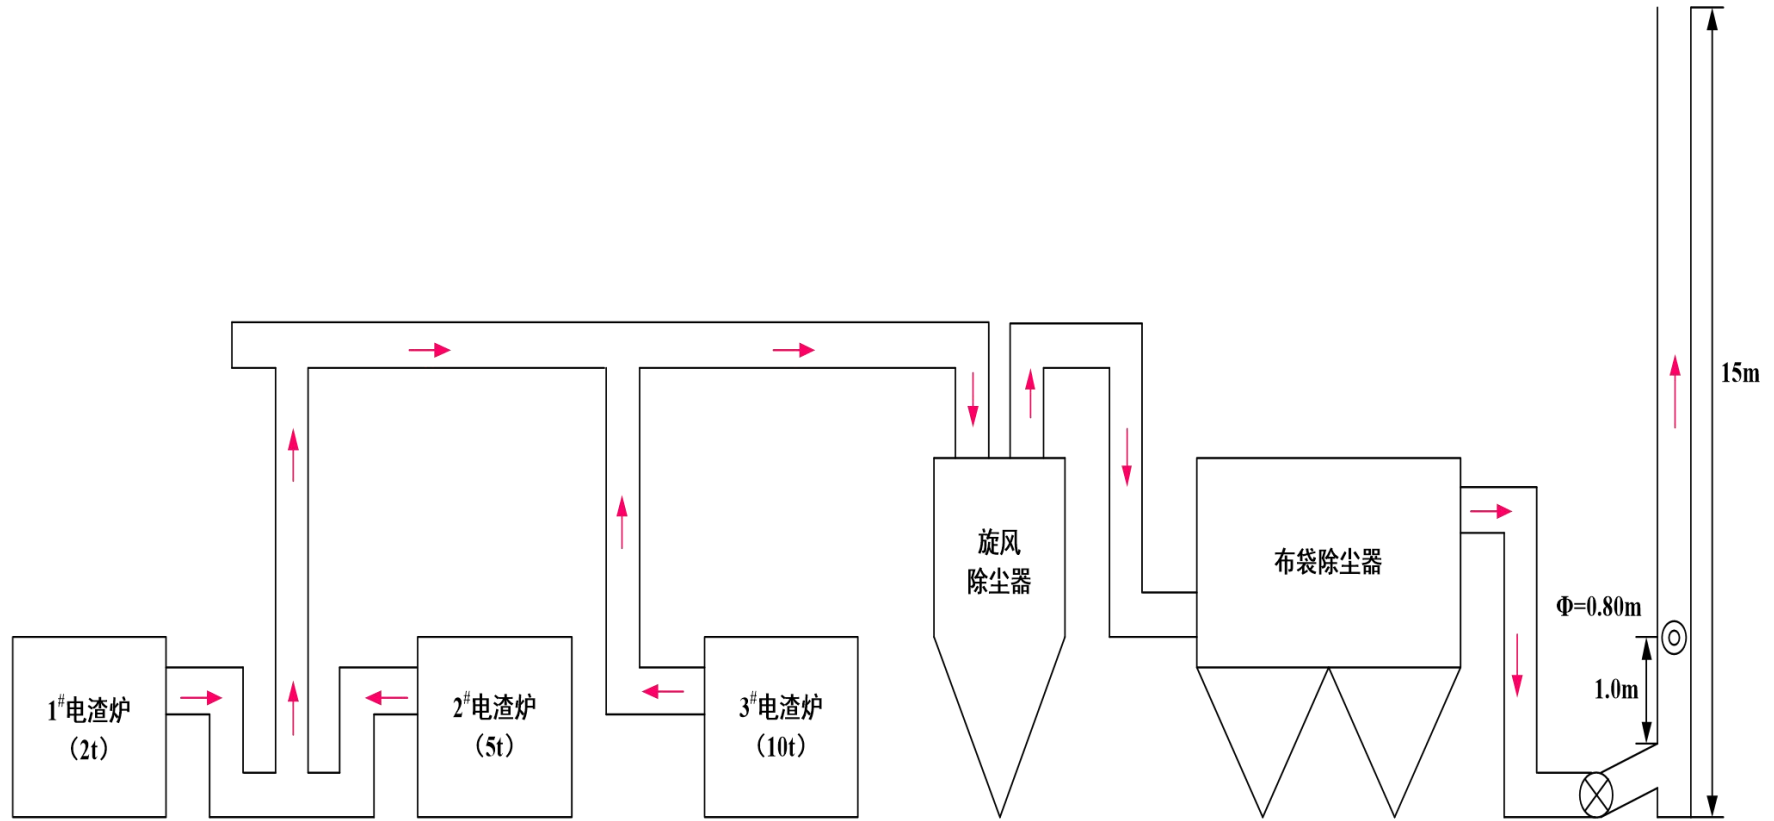 15m
旋风
除尘器
布袋除尘器
Φ=0.80m
1.0m
1#电渣炉
（2t）
2#电渣炉
（5t）
3#电渣炉
（10t）